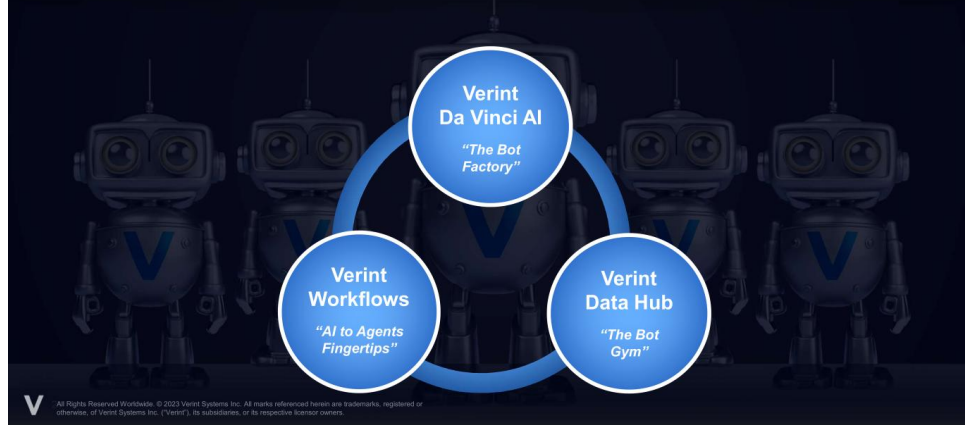 Verint
Da Vinci AI
“The Bot
Factory”
Verint
Workflows
“AI to Agents
Fingertips”
Verint
Data Hub
“The Bot
Gym”
V
V
V
V
V
V
All Rights Reserved Worldwide. © 2023 Verint Systems Inc. All marks referenced herein are trademarks, registered or
otherwise, of Verint Systems Inc. (“Verint”), its subsidiaries, or its respective licensor owners.